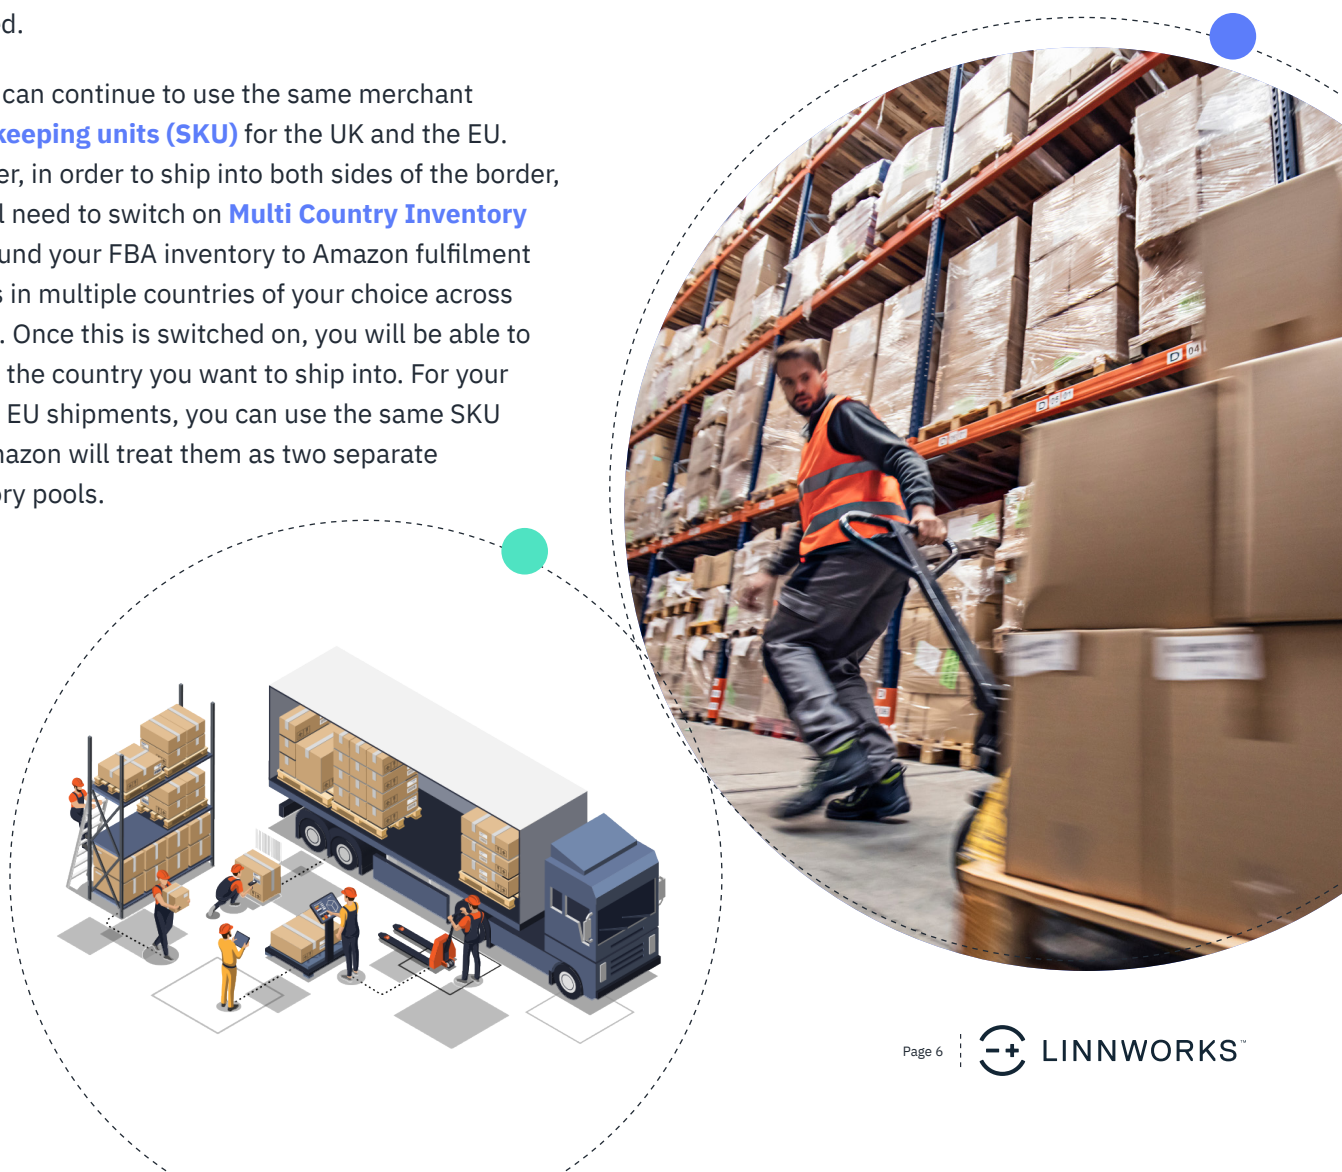 ed.
can continue to use the same merchant
keeping units (SKU) for the UK and the EU.
er, in order to ship into both sides of the border,
l need to switch on Multi Country Inventory
und your FBA inventory to Amazon fulfilment
s in multiple countries of your choice across
. Once this is switched on, you will be able to
the country you want to ship into. For your
EU shipments, you can use the same SKU
mazon will treat them as two separate
ory pools.
D 04
D
D
Page 6
LINNWORKS™